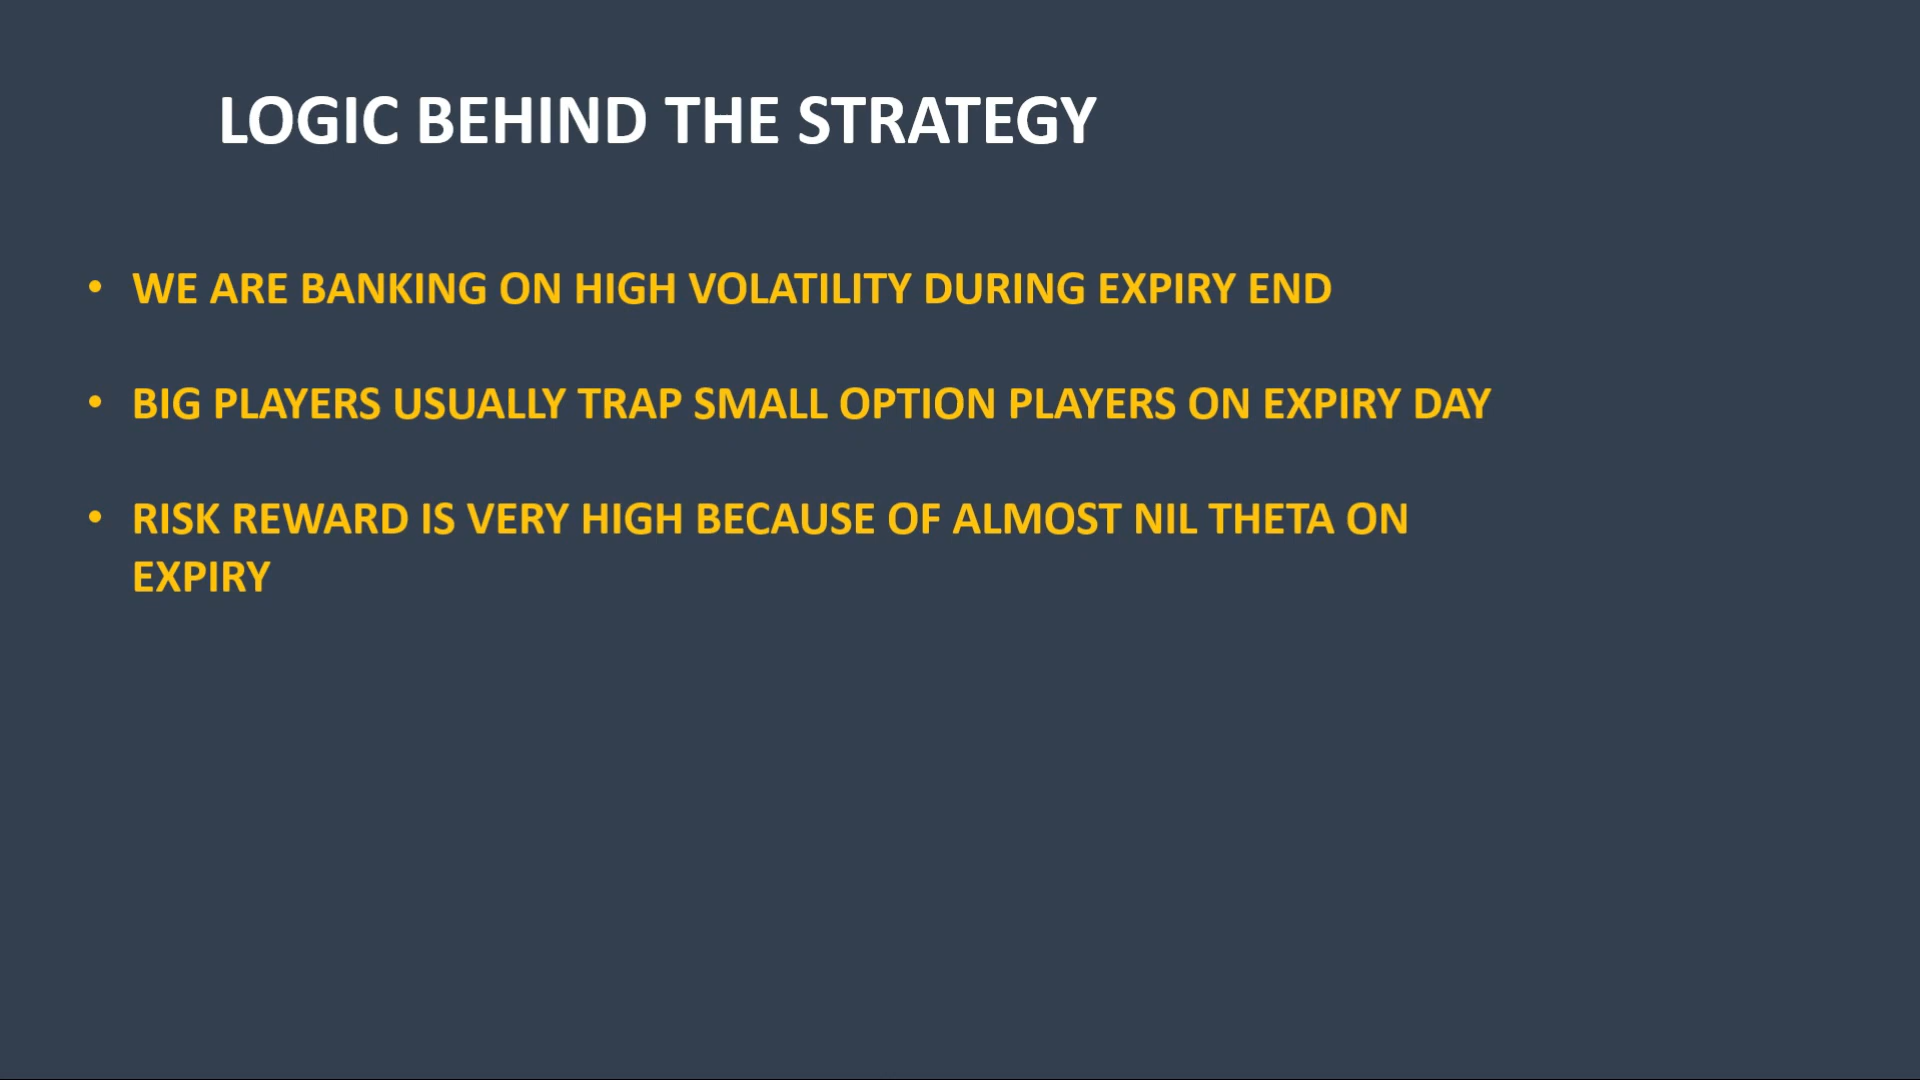 LOGIC BEHIND THE STRATEGY
• WE ARE BANKING ON HIGH VOLATILITY DURING EXPIRY END
• BIG PLAYERS USUALLY TRAP SMALL OPTION PLAYERS ON EXPIRY DAY
• RISK REWARD IS VERY HIGH BECAUSE OF ALMOST NIL THETA ON
EXPIRY